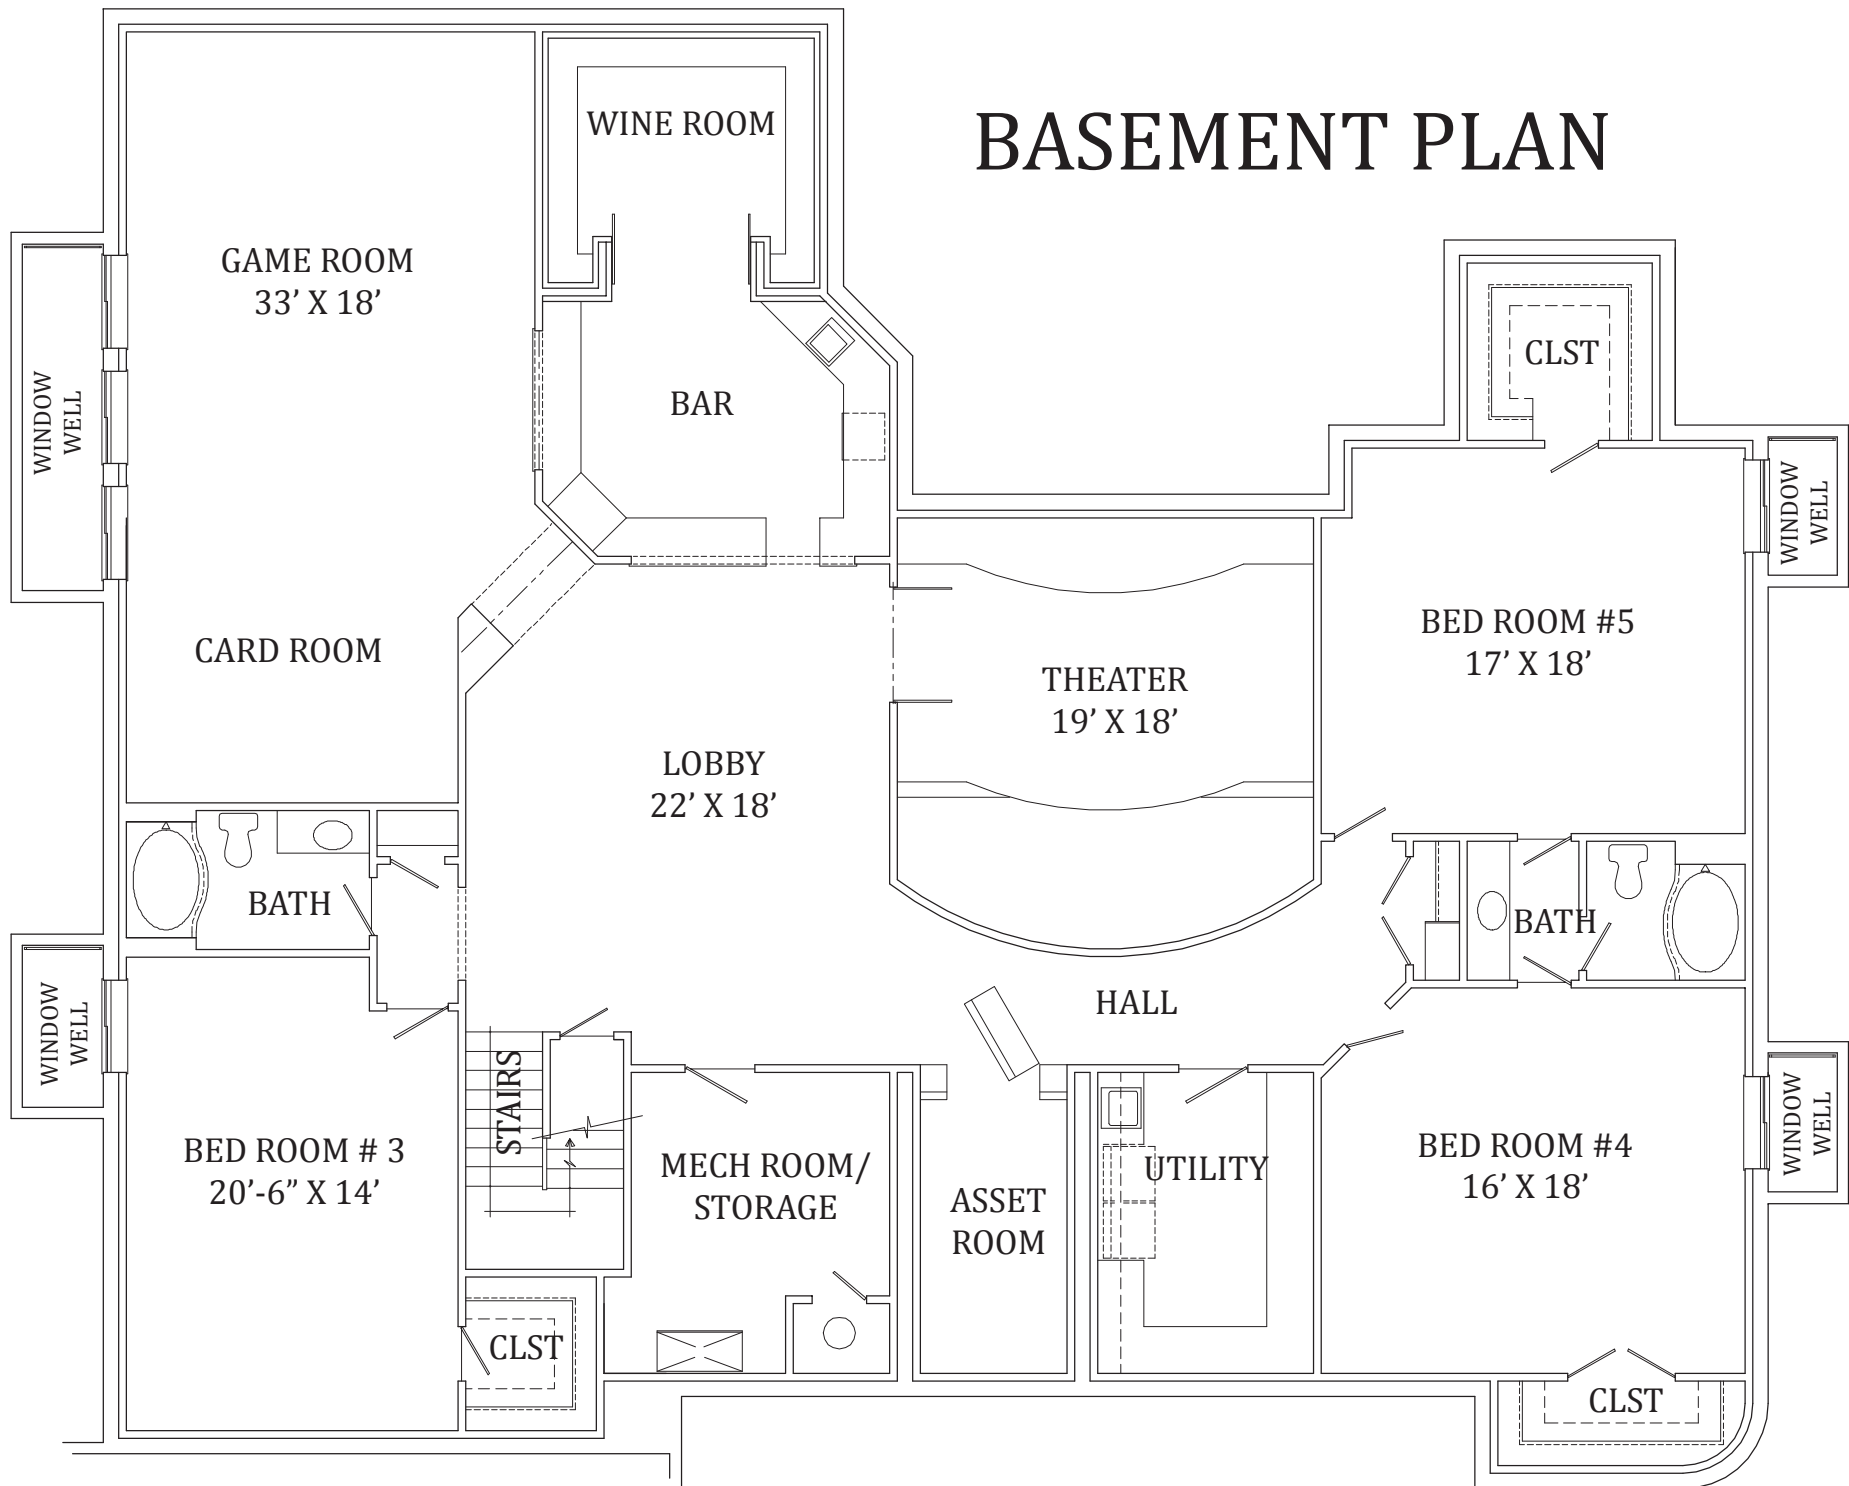 BASEMENT PLAN
WINE ROOM
GAME ROOM
33’ X 18’
WINDOW
WELL
BAR
CLST
WINDOW
WELL
CARD ROOM
THEATER
19’ X 18’
BED ROOM #5
17’ X 18’
LOBBY
22’ X 18’
BATH
BATH
HALL
WINDOW
WELL
STAIRS
BED ROOM # 3
20’-6” X 14’
MECH ROOM/
STORAGE
ASSET
ROOM
UTILITY
BED ROOM #4
16’ X 18’
WINDOW
WELL
CLST
CLST